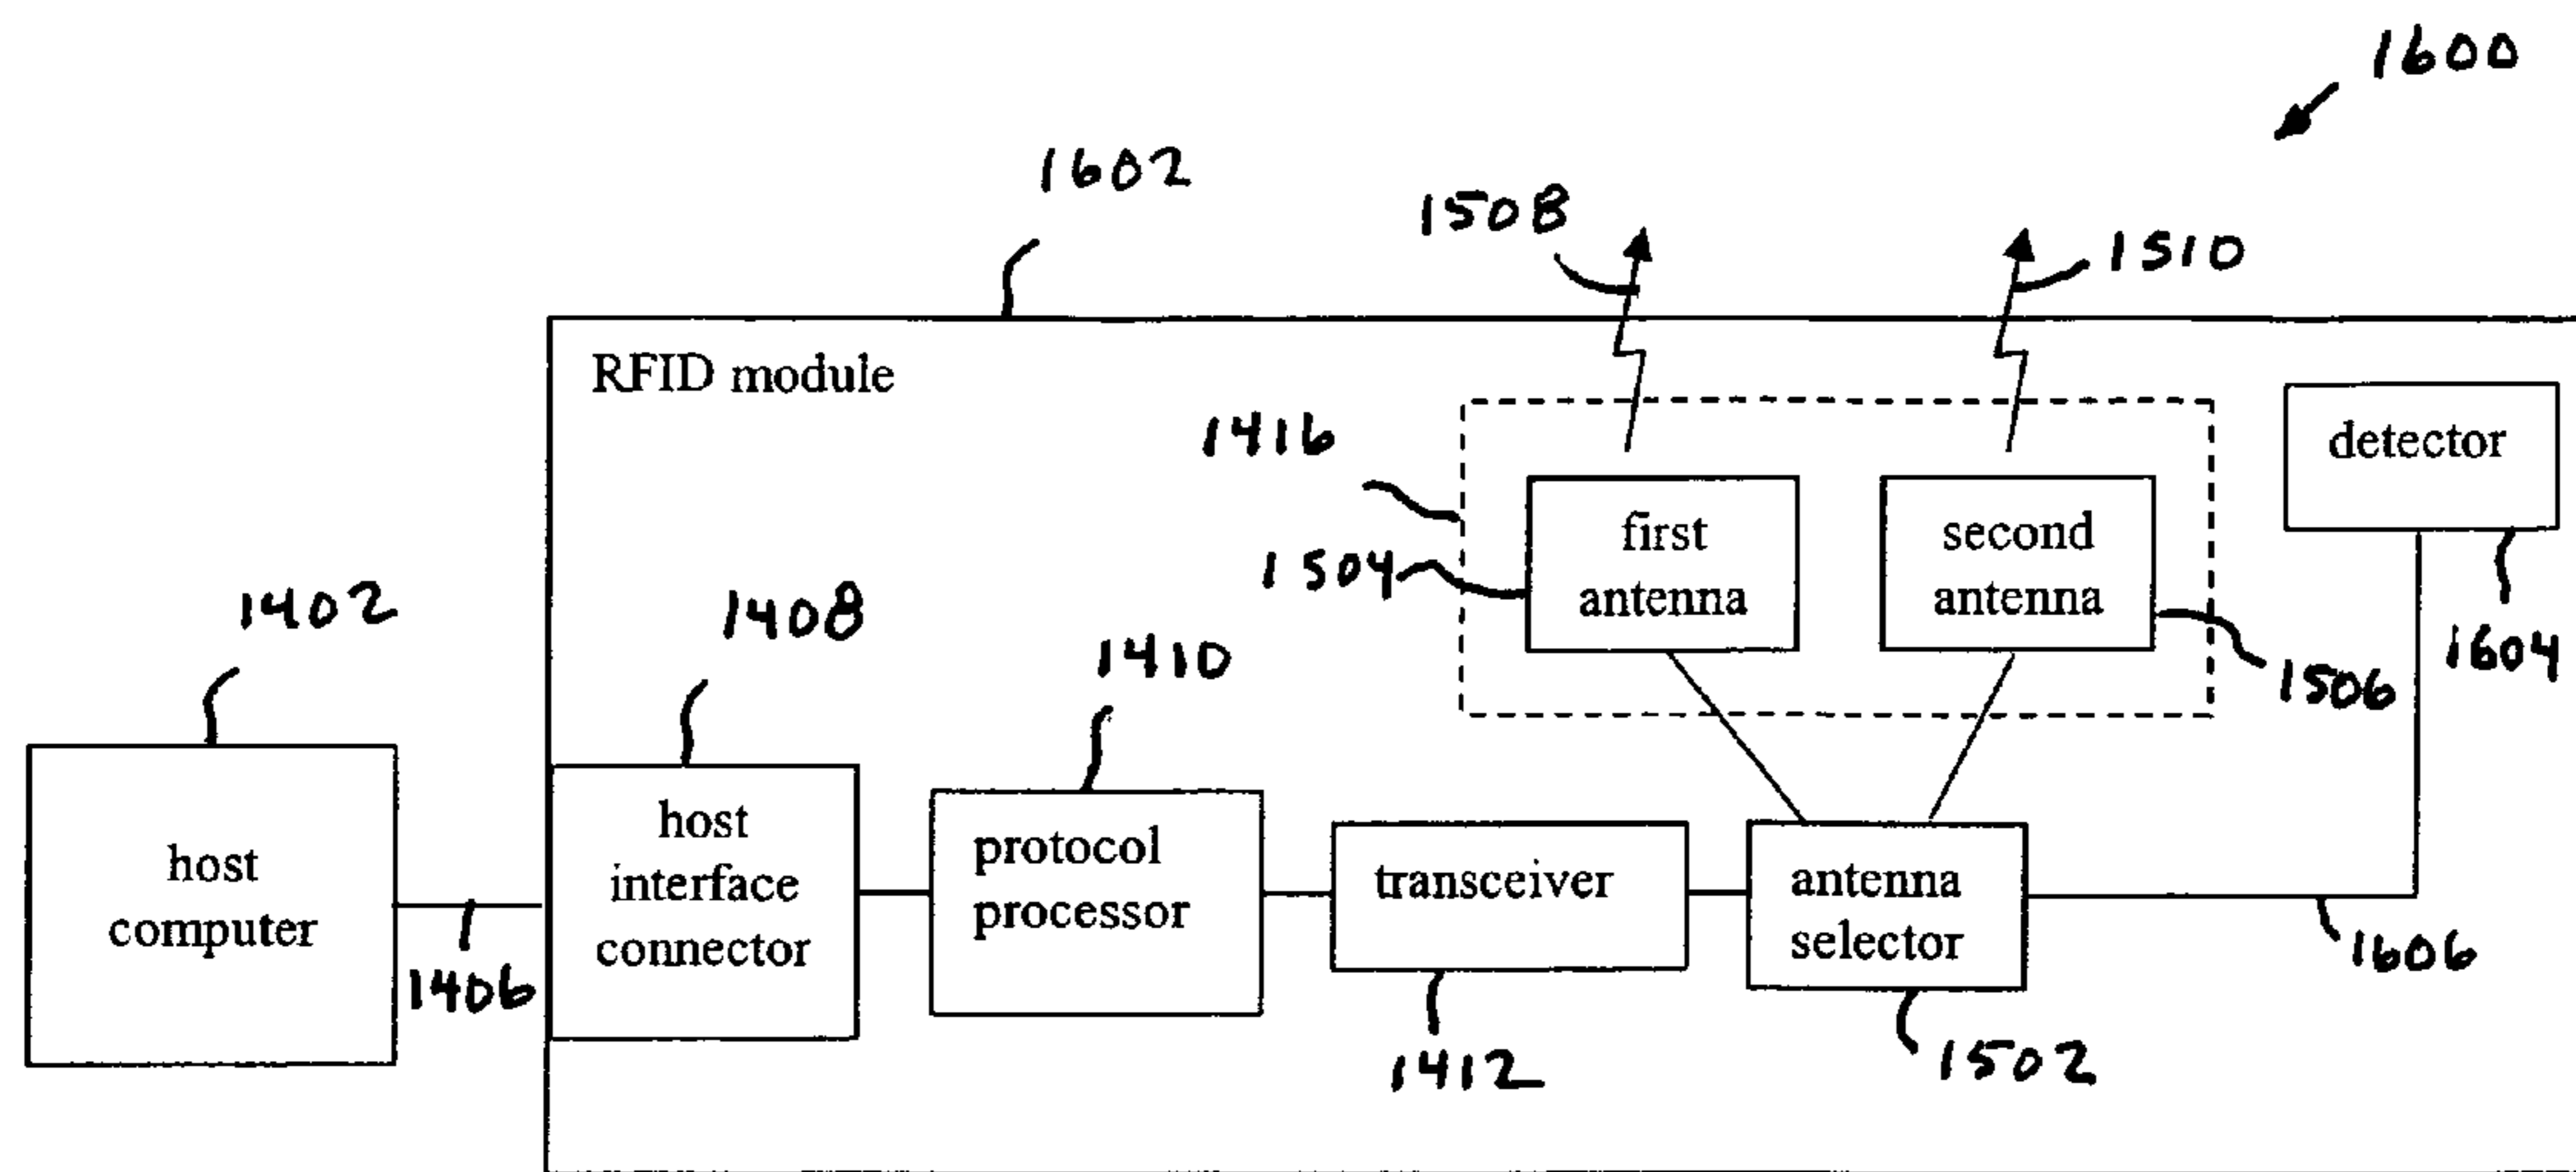 1600
1602
1508
1510
RFID module
1416
detector
first
antenna
second
antenna
1504
1506
1604
1402
1408
1410
host
computer
1406
host
interface
connector
protocol
processor
transceiver
antenna
selector
1606
1412
1502